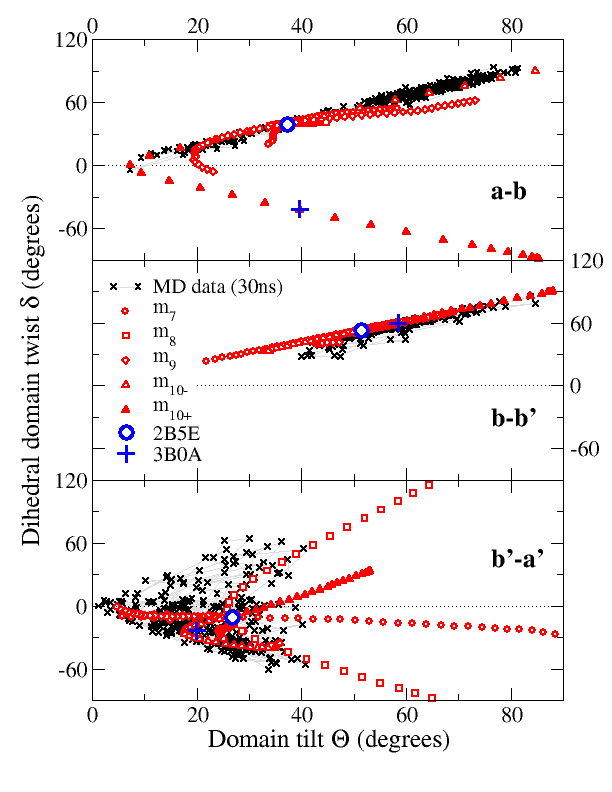 0 20 40 60 80
120
60
0
-60
a-b
120
60
0
-60
b-b’
MD data (30ns)
m7
m8
m9
m10-
m10+
2B5E
3B0A
120
60
0
-60
b’-a’
0 20 40 60 80
Domain tilt Θ (degrees)
Dihedral domain twist δ (degrees)